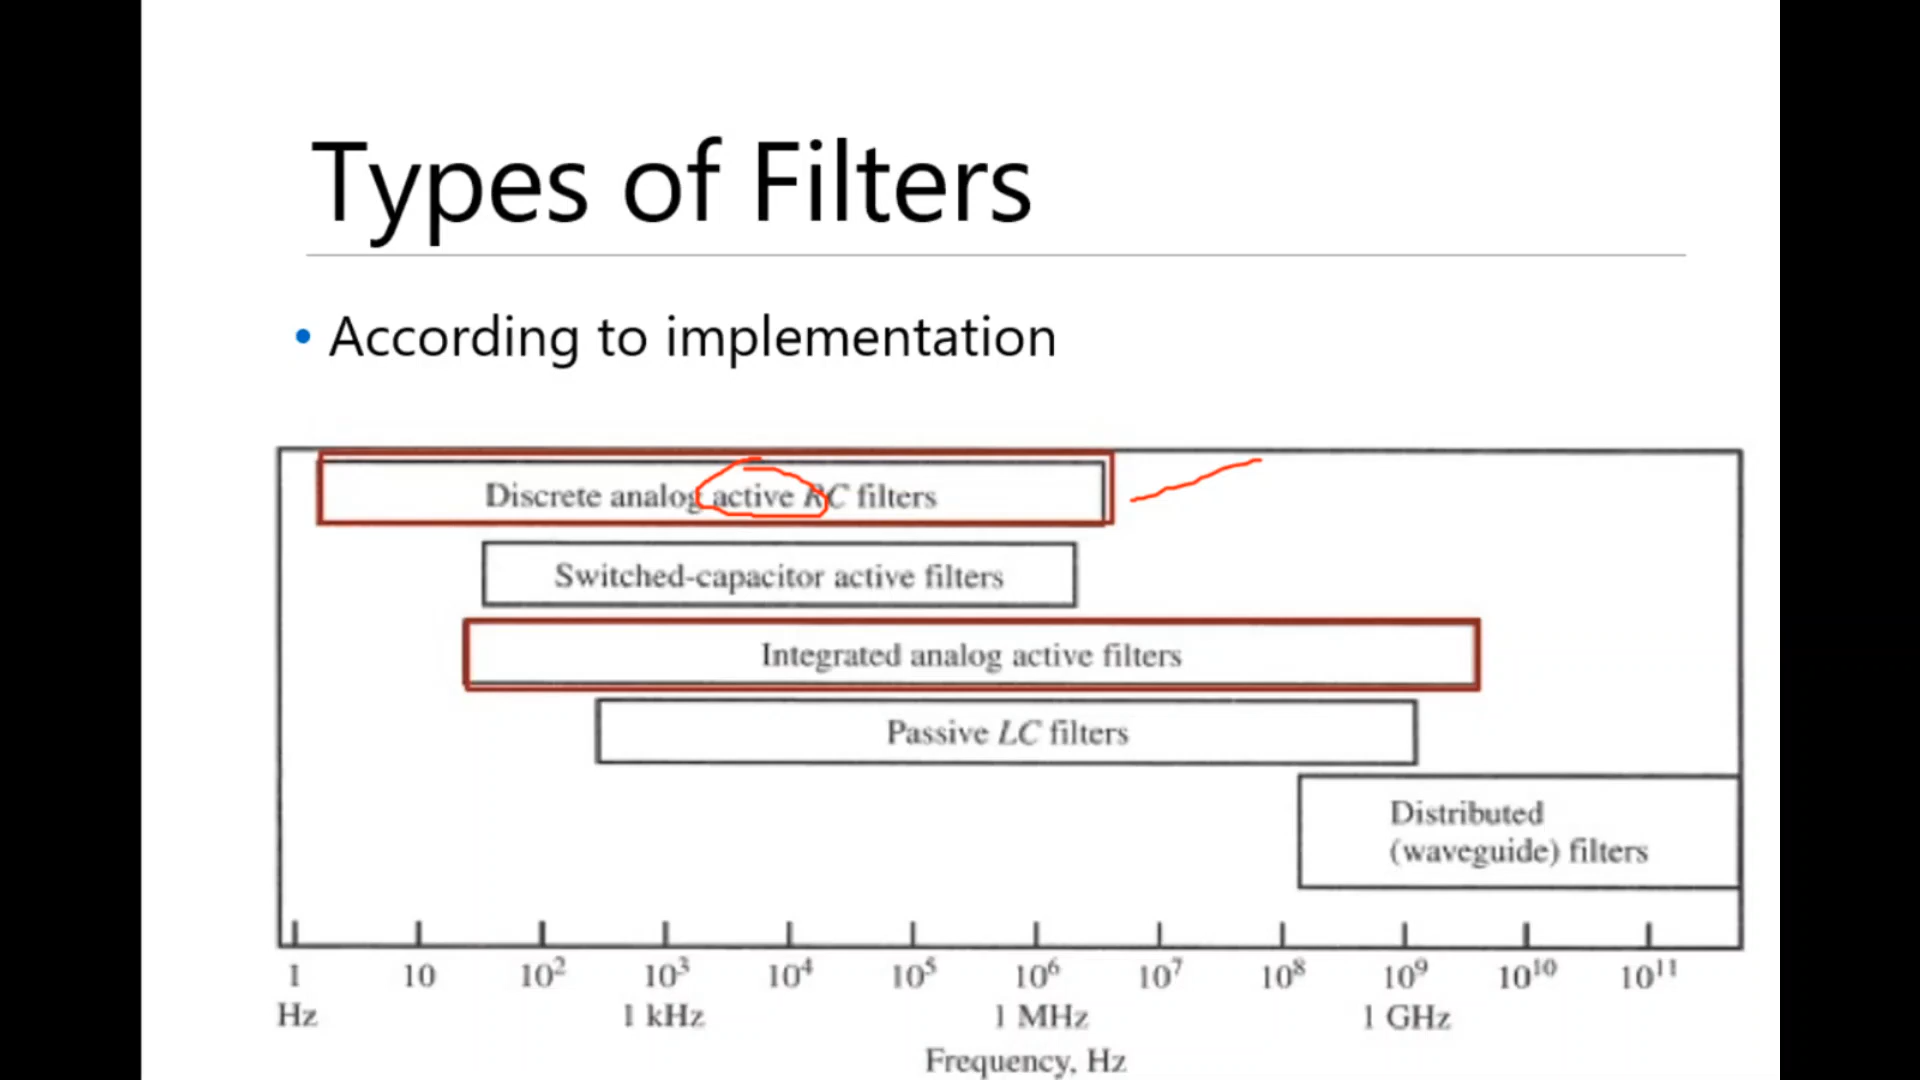 Types of Filters
• According to implementation
Discrete analog active RC filters
Switched-capacitor active filters
Integrated analog active filters
Passive LC filters
Distributed
(waveguide) filters
1 10 10² 10³ 10⁴ 10⁵ 10⁶ 10⁷ 10⁸ 10⁹ 10¹⁰ 10¹¹
Hz 1 kHz 1 MHz 1 GHz
Frequency, Hz